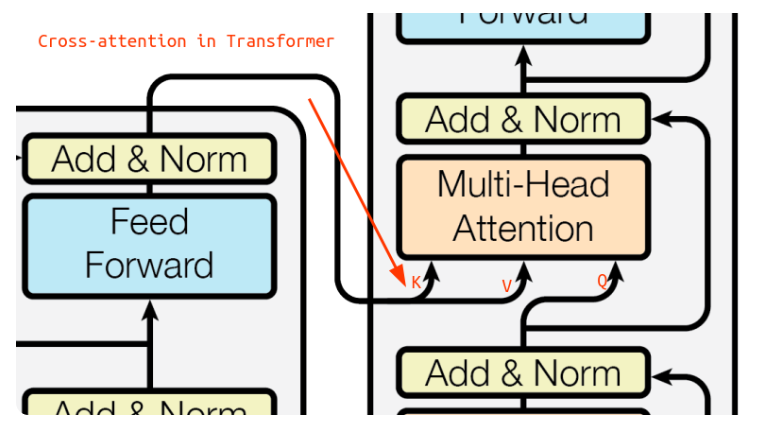 Cross-attention in Transformer
Forward
Add & Norm
Multi-Head
Attention
K
V
Q
Add & Norm
Add & Norm
Feed
Forward
Add & Norm